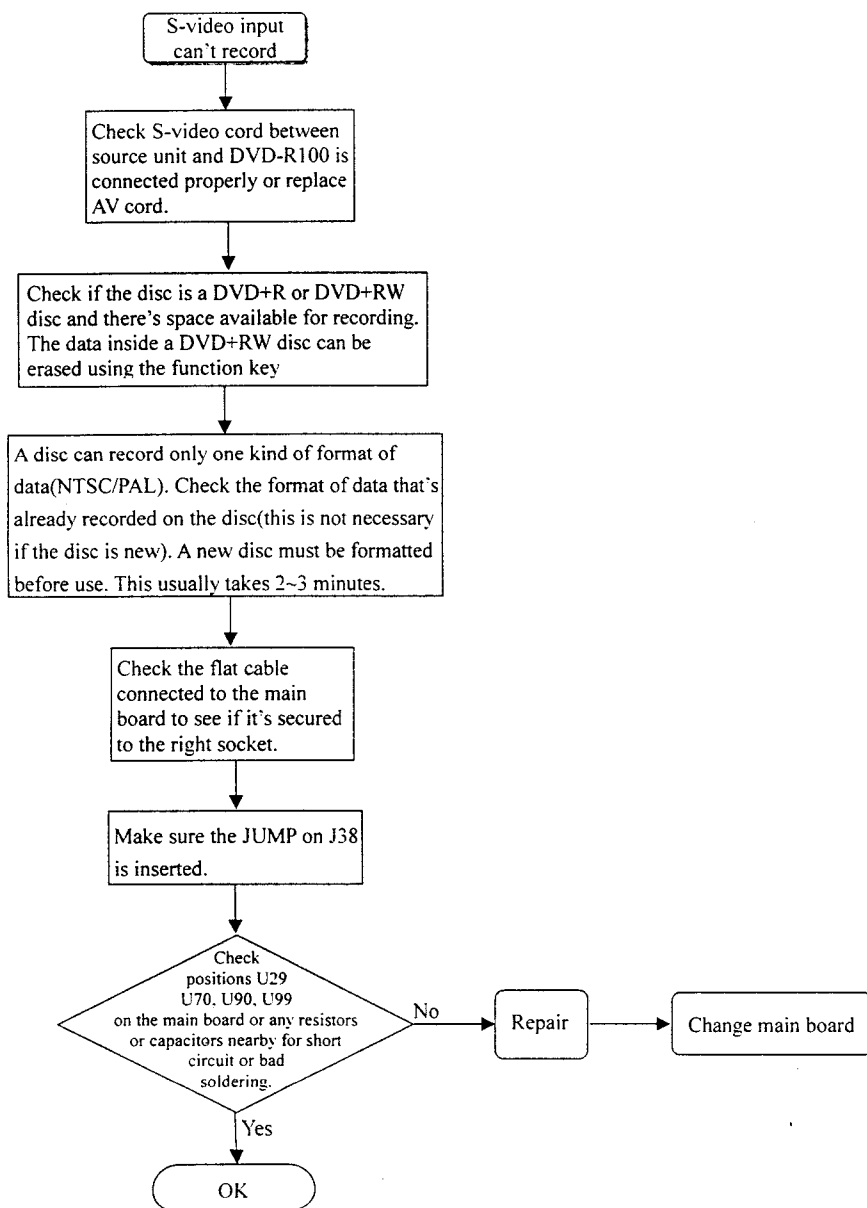 S-video input
can't record
Check S-video cord between
source unit and DVD-R100 is
connected properly or replace
AV cord.
Check if the disc is a DVD+R or DVD+RW
disc and there's space available for recording.
The data inside a DVD+RW disc can be
erased using the function key
A disc can record only one kind of format of
data(NTSC/PAL). Check the format of data that's
already recorded on the disc(this is not necessary
if the disc is new). A new disc must be formatted
before use. This usually takes 2~3 minutes.
Check the flat cable
connected to the main
board to see if it's secured
to the right socket.
Make sure the JUMP on J38
is inserted.
Check
positions U29
U70, U90, U99
on the main board or any resistors
or capacitors nearby for short
circuit or bad
soldering.
No
Repair
Change main board
Yes
OK